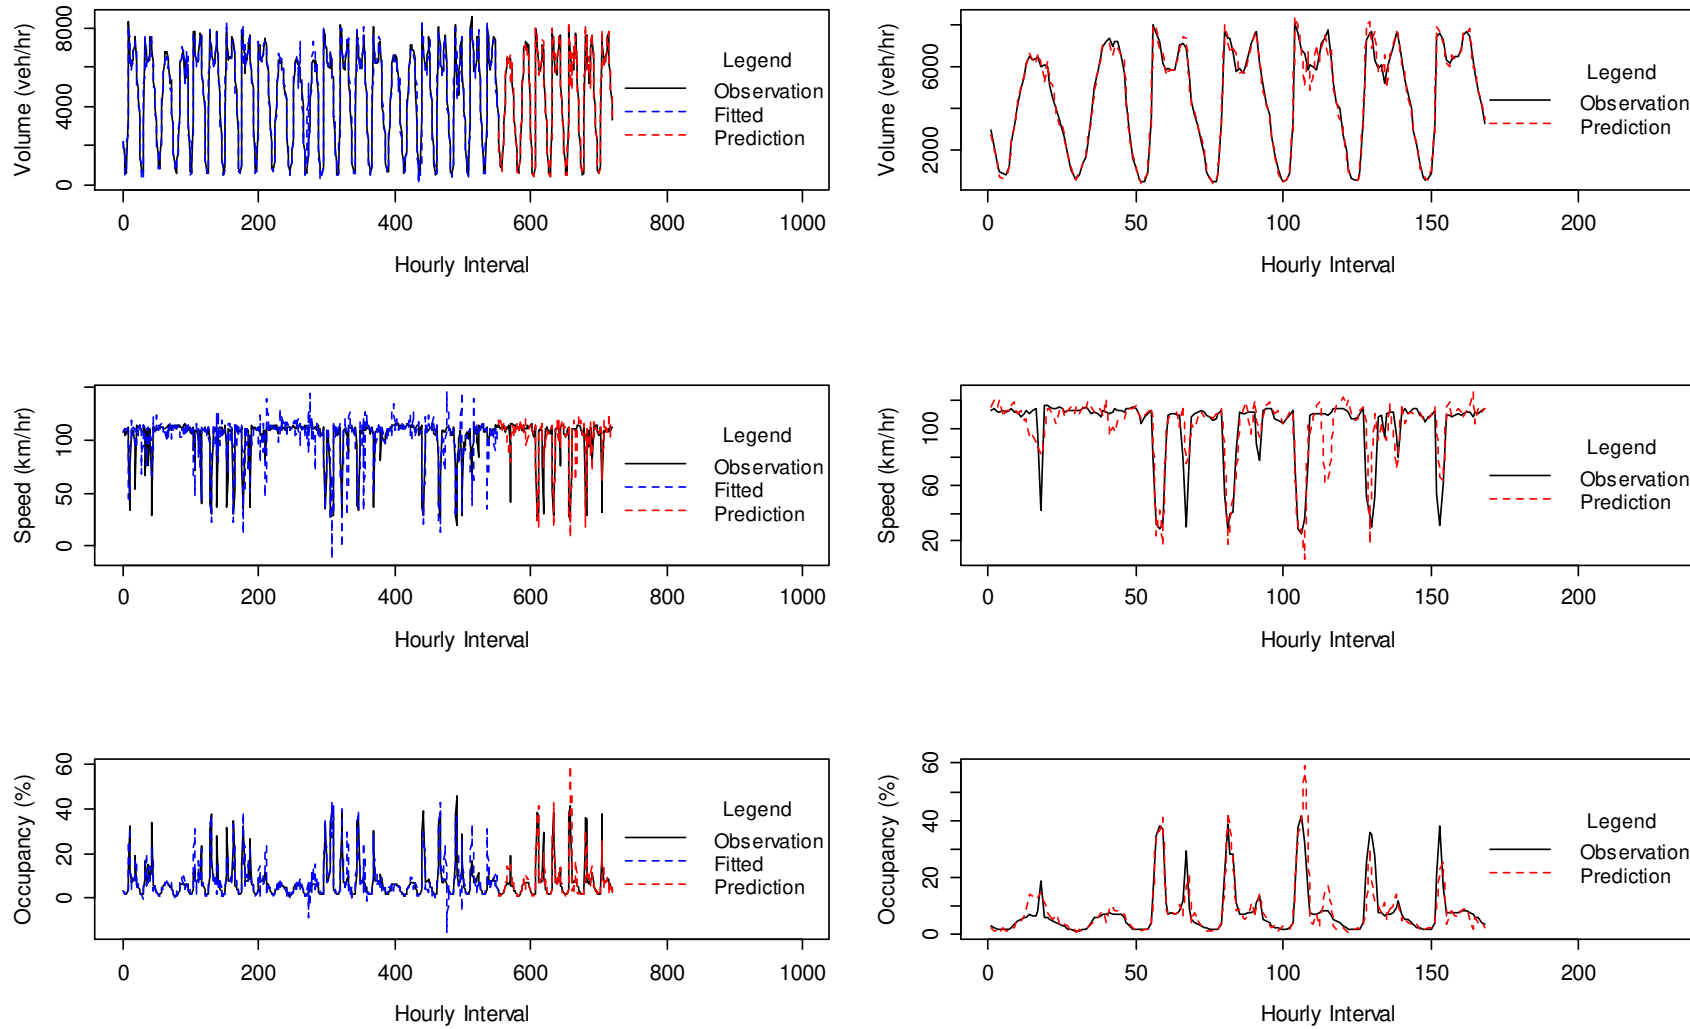 Volume (veh/hr)
0 4000 8000
Legend
Observation
Fitted
Prediction
0 200 400 600 800 1000
Hourly Interval
Volume (veh/hr)
2000 6000
Legend
Observation
Prediction
0 50 100 150 200
Hourly Interval
Speed (km/hr)
0 50 100
Legend
Observation
Fitted
Prediction
0 200 400 600 800 1000
Hourly Interval
Speed (km/hr)
20 60 100
Legend
Observation
Prediction
0 50 100 150 200
Hourly Interval
Occupancy (%)
0 20 40 60
Legend
Observation
Fitted
Prediction
0 200 400 600 800 1000
Hourly Interval
Occupancy (%)
0 20 40 60
Legend
Observation
Prediction
0 50 100 150 200
Hourly Interval